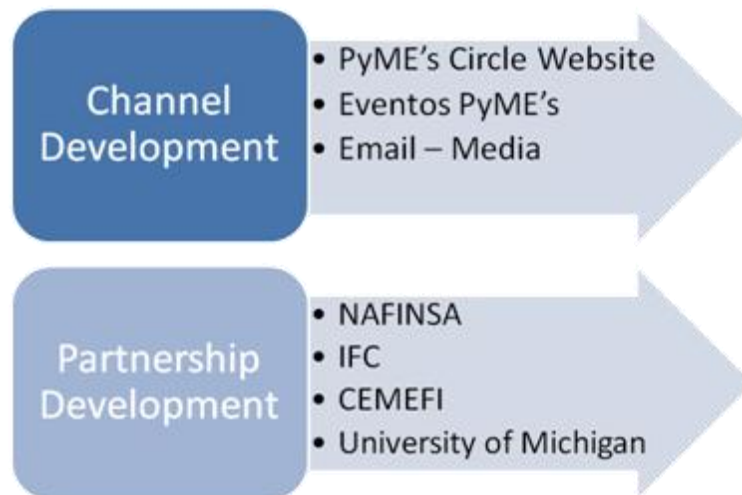 Channel
Development
• PyME's Circle Website
• Eventos PyME's
• Email – Media
Partnership
Development
• NAFINSA
• IFC
• CEMEFI
• University of Michigan